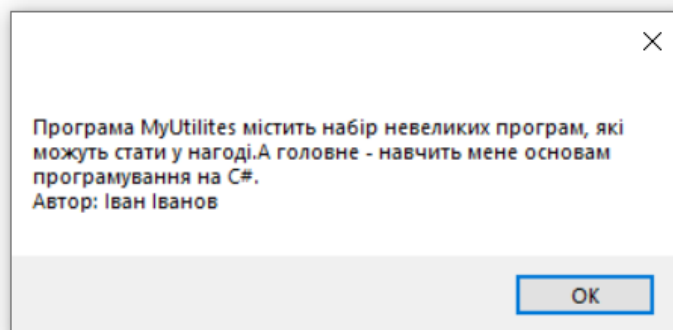 Програма MyUtilites містить набір невеликих програм, які
можуть стати у нагоді.А головне - навчить мене основам
програмування на C#.
Автор: Іван Іванов
OK